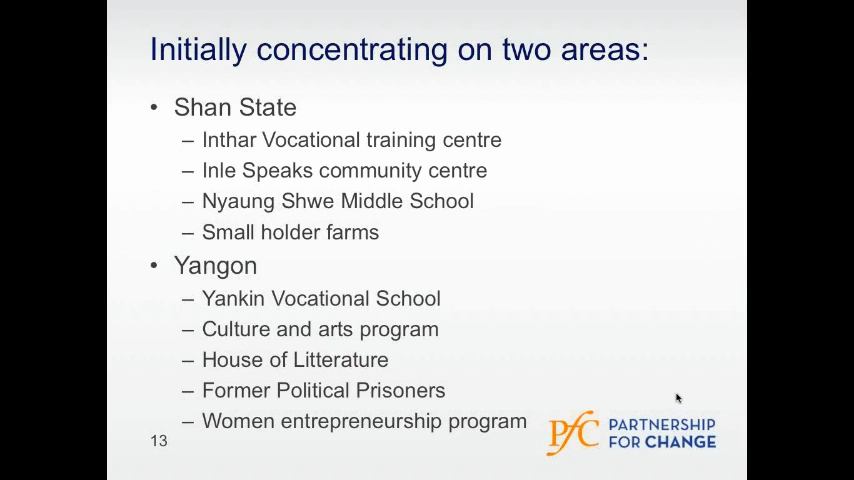 Initially concentrating on two areas:
• Shan State
– Inthar Vocational training centre
– Inle Speaks community centre
– Nyaung Shwe Middle School
– Small holder farms
• Yangon
– Yankin Vocational School
– Culture and arts program
– House of Litterature
– Former Political Prisoners
– Women entrepreneurship program
13
PfC PARTNERSHIP
FOR CHANGE